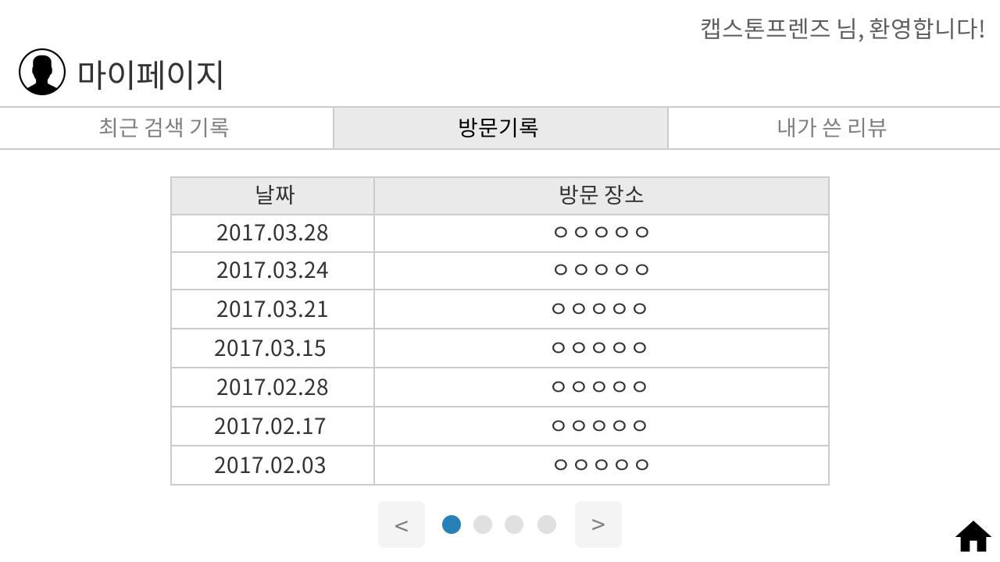 캡스톤프렌즈 님, 환영합니다!
마이페이지
최근 검색 기록 방문기록 내가 쓴 리뷰
날짜 방문 장소
2017.03.28 ㅇㅇㅇㅇㅇ
2017.03.24 ㅇㅇㅇㅇㅇ
2017.03.21 ㅇㅇㅇㅇㅇ
2017.03.15 ㅇㅇㅇㅇㅇ
2017.02.28 ㅇㅇㅇㅇㅇ
2017.02.17 ㅇㅇㅇㅇㅇ
2017.02.03 ㅇㅇㅇㅇㅇ
< >